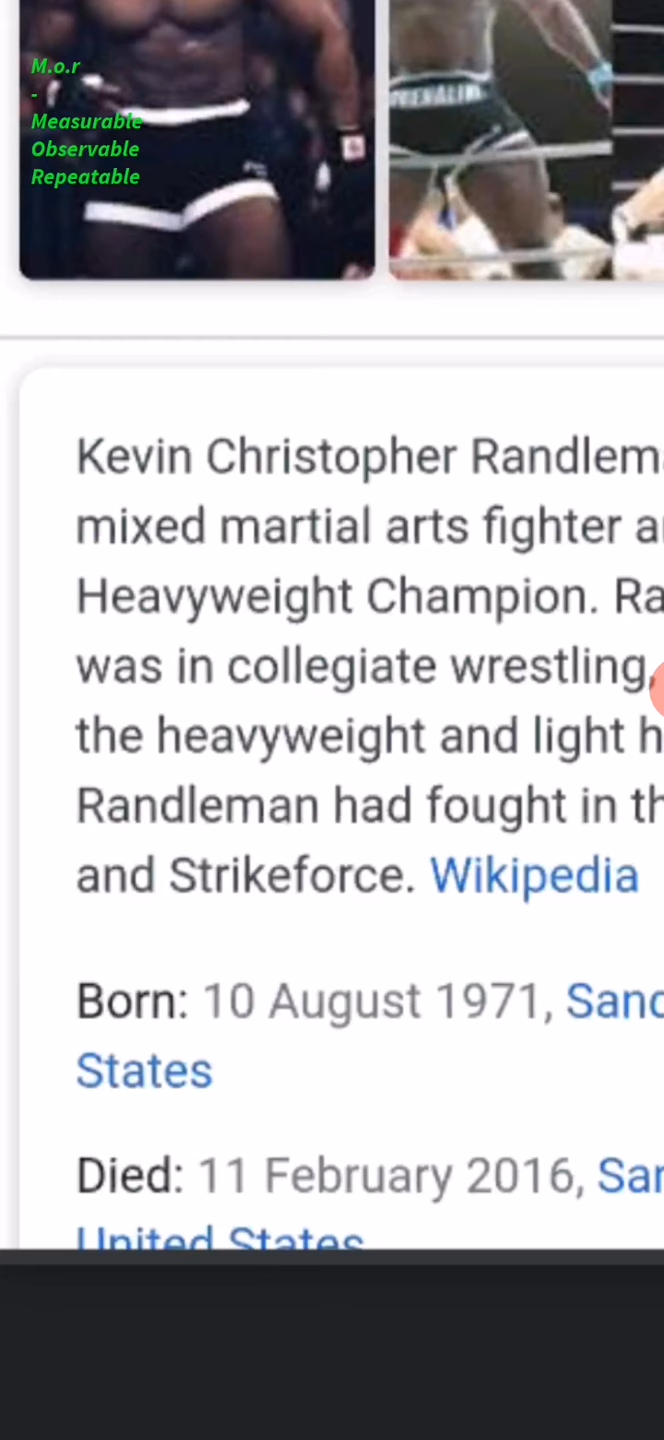 M.o.r
-
Measurable
Observable
Repeatable
Kevin Christopher Randlem
mixed martial arts fighter a
Heavyweight Champion. Ra
was in collegiate wrestling,
the heavyweight and light h
Randleman had fought in th
and Strikeforce. Wikipedia
Born: 10 August 1971, Sand
States
Died: 11 February 2016, San
United States